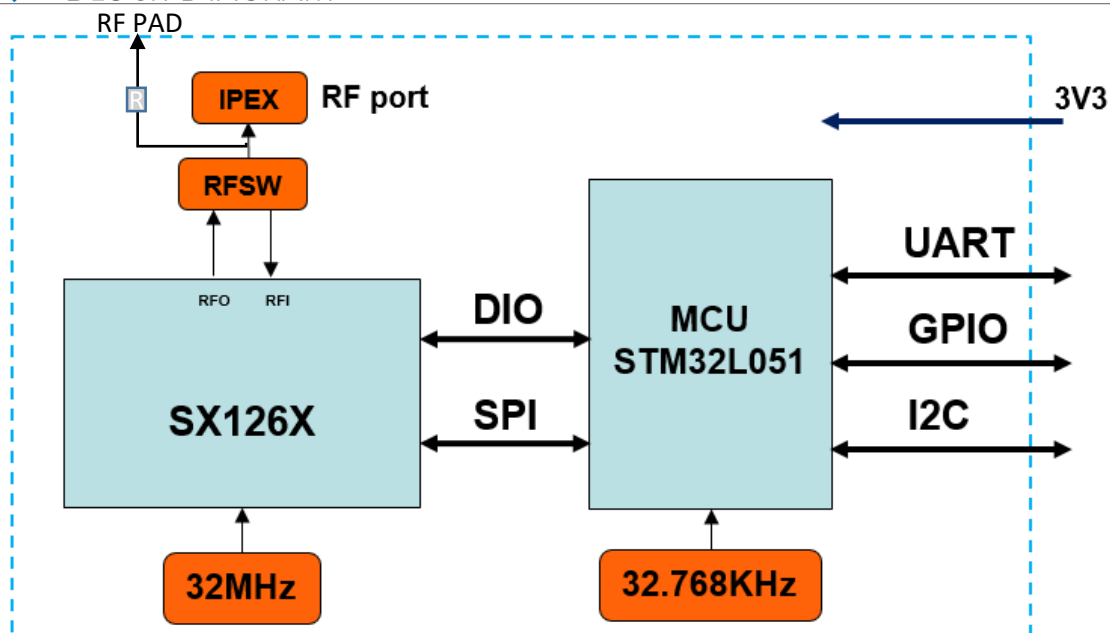 RF PAD
R
IPEX
RF port
3V3
RFSW
UART
RFO
RFI
DIO
MCU
STM32L051
GPIO
SX126X
SPI
I2C
32MHz
32.768KHz